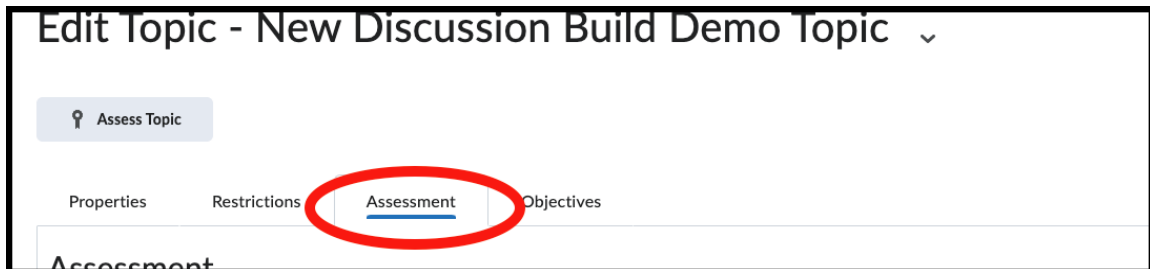 Edit Topic - New Discussion Build Demo Topic
Assess Topic
Properties Restrictions Assessment Objectives
Assessment